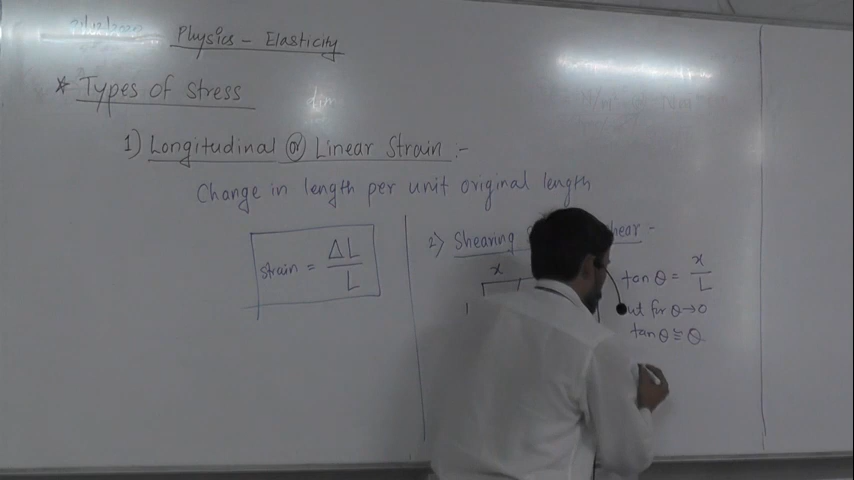 Physics - Elasticity
* Types of stress
1) Longitudinal or Linear Strain :-
Change in length per unit original length
strain = ΔL / L
2) Shearing hear -
x
L
tan θ = x / L
ut for θ → 0
tan θ ≅ θ